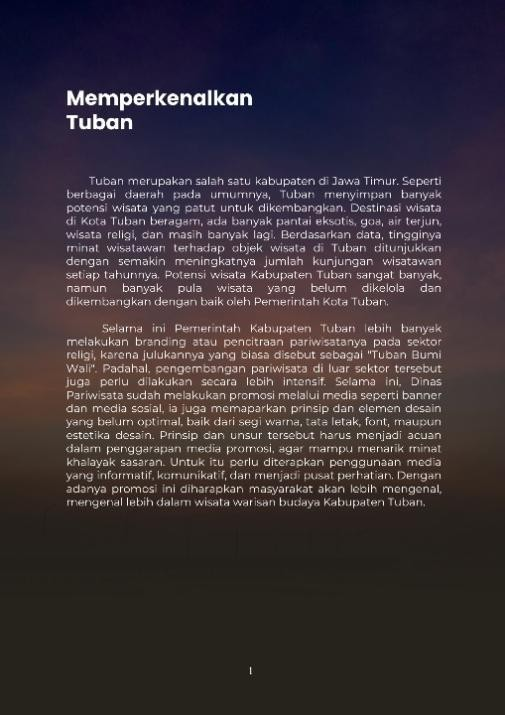 Memperkenalkan
Tuban
Tuban merupakan salah satu kabupaten di Jawa Timur. Seperti
berbagai daerah pada umumnya, Tuban menyimpan banyak
potensi wisata yang patut untuk dikembangkan. Destinasi wisata
di Kota Tuban beragam, ada banyak pantai eksotis, goa, air terjun,
wisata religi, dan masih banyak lagi. Berdasarkan data, tingginya
minat wisatawan terhadap objek wisata di Tuban ditunjukkan
dengan semakin meningkatnya jumlah kunjungan wisatawan
setiap tahunnya. Potensi wisata Kabupaten Tuban sangat banyak,
namun banyak pula wisata yang belum dikelola dan
dikembangkan dengan baik oleh Pemerintah Kota Tuban.
Selama ini Pemerintah Kabupaten Tuban lebih banyak
melakukan branding atau pencitraan pariwisatanya pada sektor
religi, karena julukannya yang biasa disebut sebagai "Tuban Bumi
Wali". Padahal, pengembangan pariwisata di luar sektor tersebut
juga perlu dilakukan secara lebih intensif. Selama ini, Dinas
Pariwisata sudah melakukan promosi melalui media seperti banner
dan media sosial, ia juga memaparkan prinsip dan elemen desain
yang belum optimal, baik dari segi warna, tata letak, font, maupun
estetika desain. Prinsip dan unsur tersebut harus menjadi acuan
dalam penggarapan media promosi, agar mampu menarik minat
khalayak sasaran. Untuk itu perlu diterapkan penggunaan media
yang informatif, komunikatif, dan menjadi pusat perhatian. Dengan
adanya promosi ini diharapkan masyarakat akan lebih mengenal,
mengenal lebih dalam wisata warisan budaya Kabupaten Tuban.
1